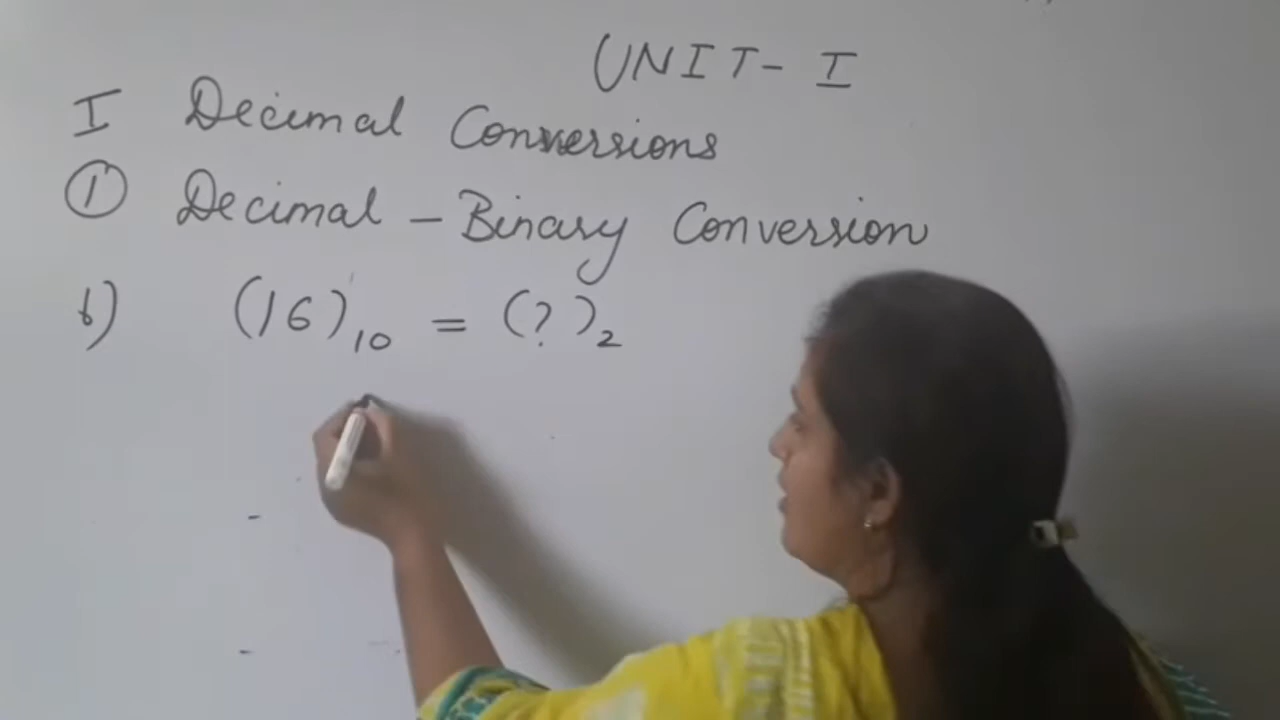 UNIT- I
I Decimal Conversions
① Decimal - Binary Conversion
b) (16)₁₀ = (?)₂